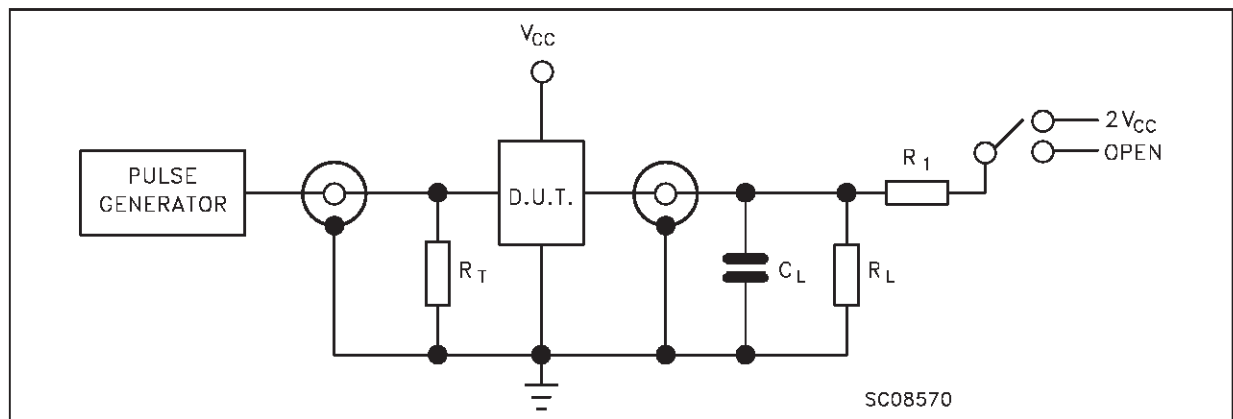 VCC
2VCC
OPEN
R1
PULSE
GENERATOR
D.U.T.
RT
CL
RL
SC08570